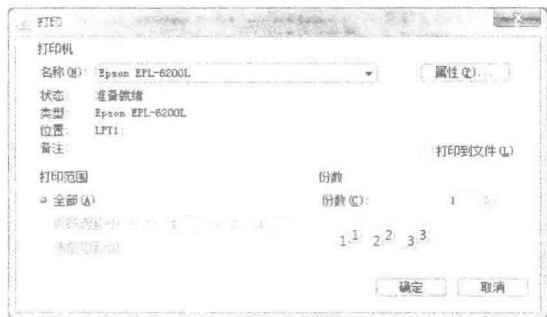 打印
打印机
名称(N): Epson EPL-6200L 属性(P)...
状态: 准备就绪
类型: Epson EPL-6200L
位置: LPT1:
备注:
打印到文件(L)
打印范围 份数
全部(A) 份数(C): 1
1 1 2 2 3 3
确定 取消